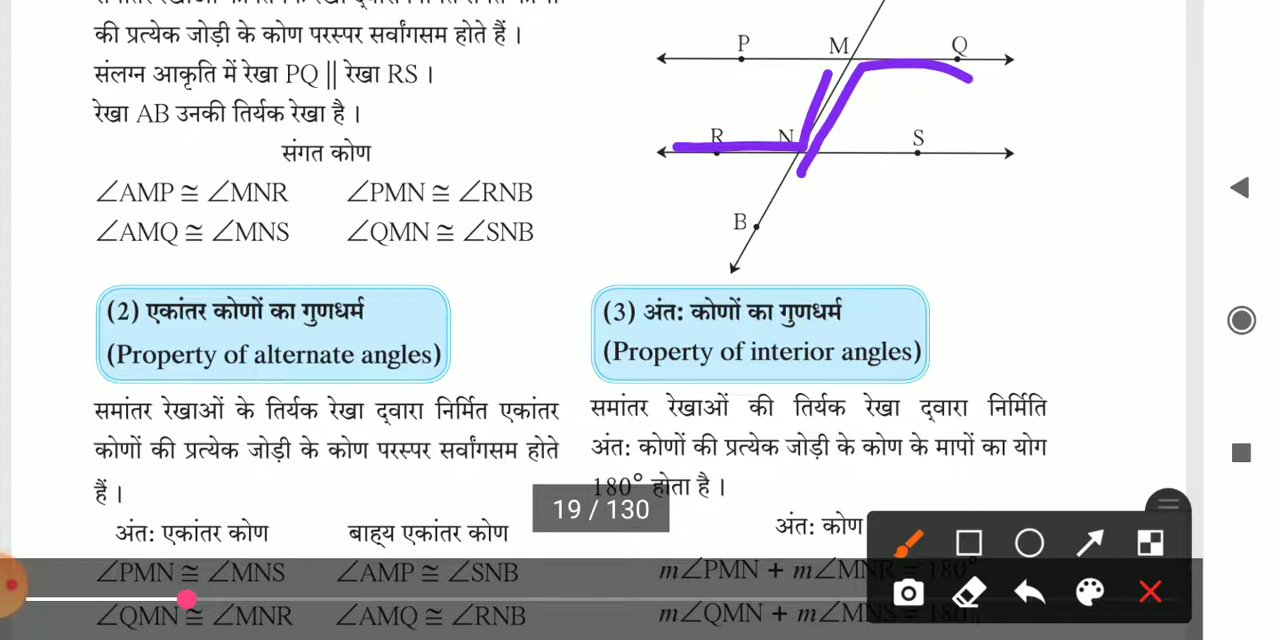 की प्रत्येक जोड़ी के कोण परस्पर सर्वांगसम होते हैं ।
संलग्न आकृति में रेखा PQ || रेखा RS ।
रेखा AB उनकी तिर्यक रेखा है ।
संगत कोण
∠AMP ≅ ∠MNR ∠PMN ≅ ∠RNB
∠AMQ ≅ ∠MNS ∠QMN ≅ ∠SNB
P M Q
R N S
B
(2) एकांतर कोणों का गुणधर्म
(Property of alternate angles)
समांतर रेखाओं के तिर्यक रेखा द्‌वारा निर्मित एकांतर
कोणों की प्रत्येक जोड़ी के कोण परस्पर सर्वांगसम होते
हैं ।
अंतः एकांतर कोण बाह्‌य एकांतर कोण
∠PMN ≅ ∠MNS ∠AMP ≅ ∠SNB
∠QMN ≅ ∠MNR ∠AMQ ≅ ∠RNB
(3) अंतः कोणों का गुणधर्म
(Property of interior angles)
समांतर रेखाओं की तिर्यक रेखा द्‌वारा निर्मिति
अंतः कोणों की प्रत्येक जोड़ी के कोण के मापों का योग
180° होता है ।
अंतः कोण
m∠PMN + m∠MNR = 180°
m∠QMN + m∠MNS = 180
19 / 130